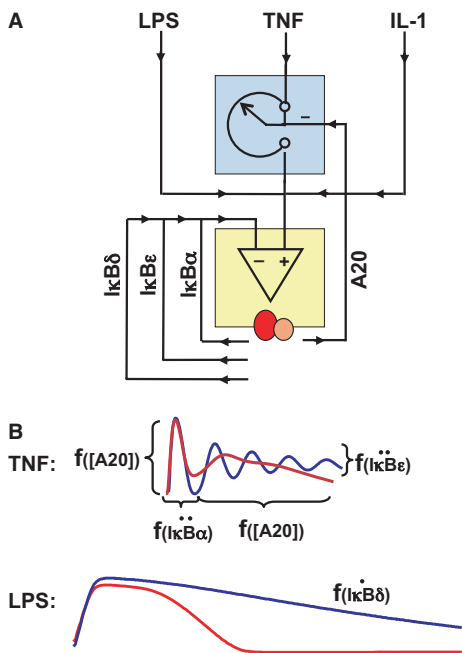 A
LPS TNF IL-1
−
IκBδ
IκBε
IκBα
− +
A20
B
TNF:
f([A20])
f(IκB̈ε)
f(IκB̈α)
f([A20])
LPS:
f(IκḂδ)